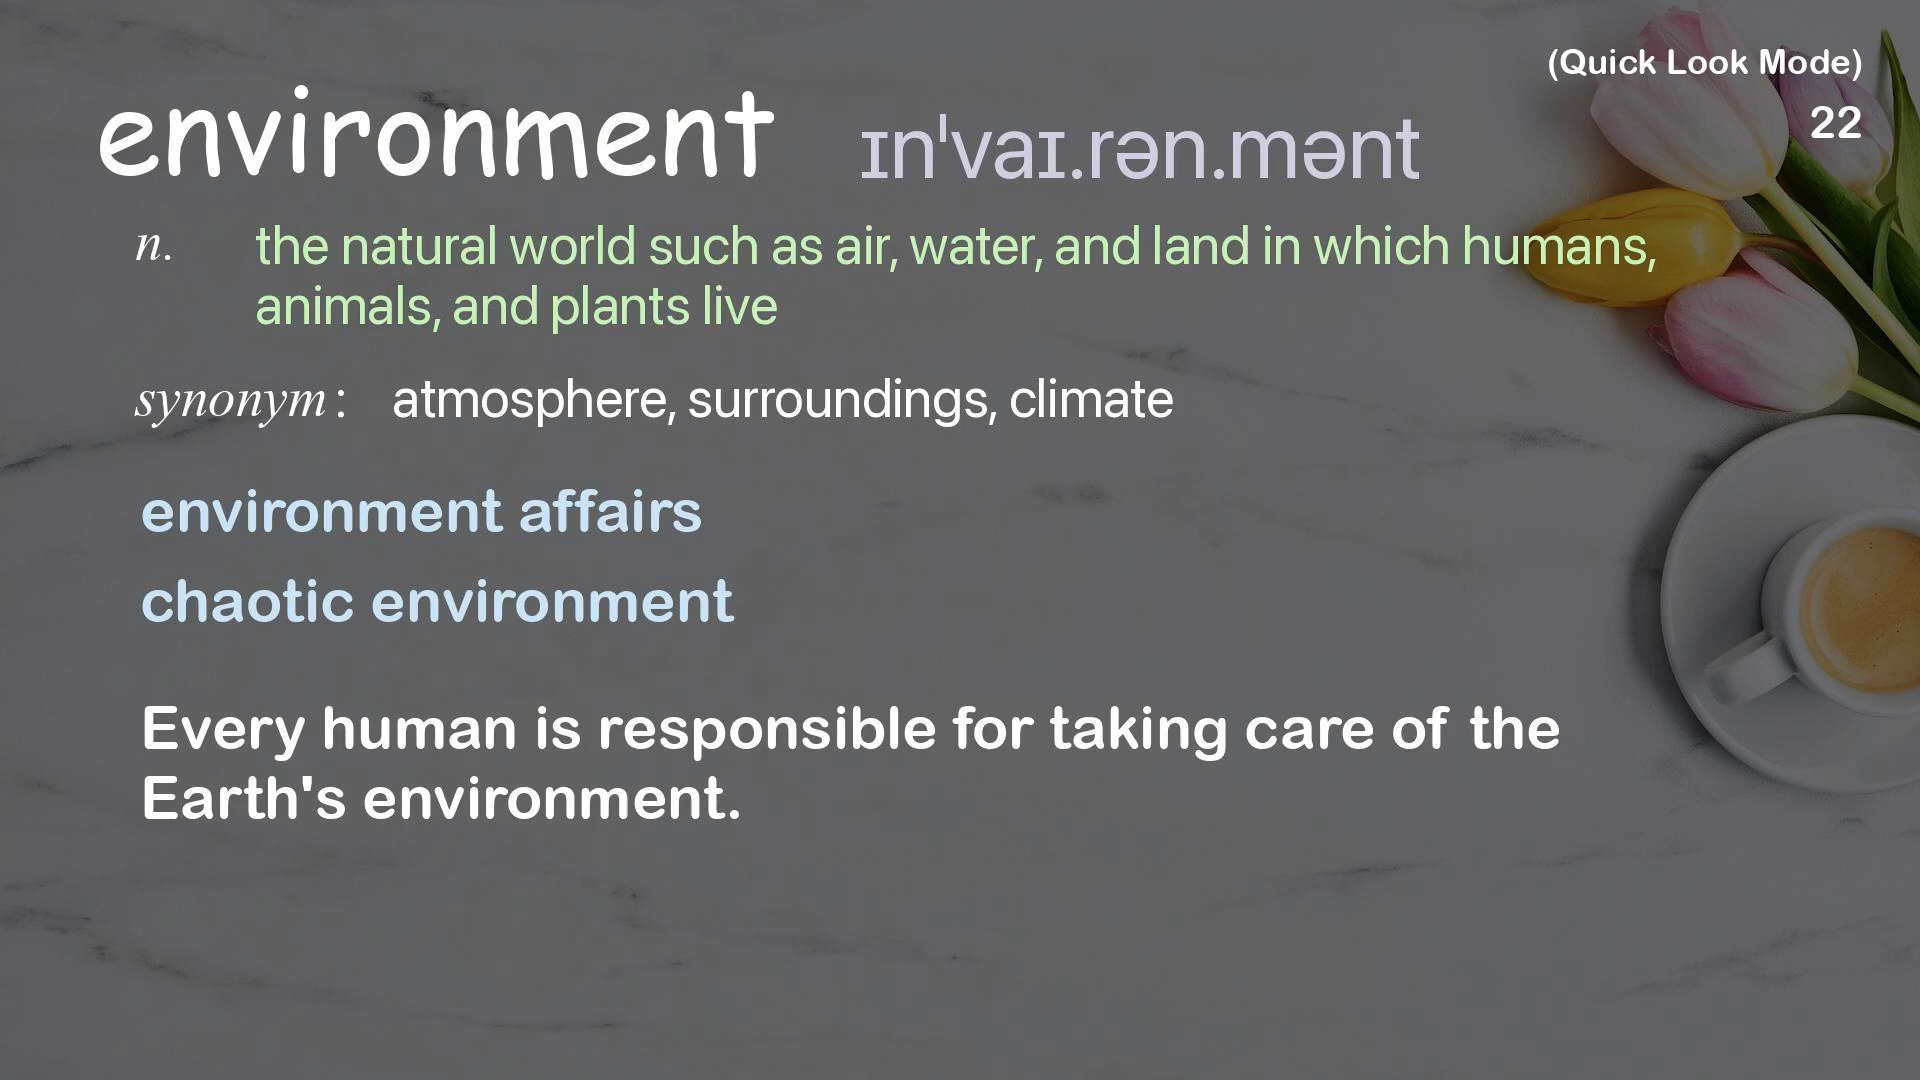 (Quick Look Mode)
22
environment ɪnˈvaɪ.rən.mənt
n. the natural world such as air, water, and land in which humans,
animals, and plants live
synonym : atmosphere, surroundings, climate
environment affairs
chaotic environment
Every human is responsible for taking care of the
Earth's environment.